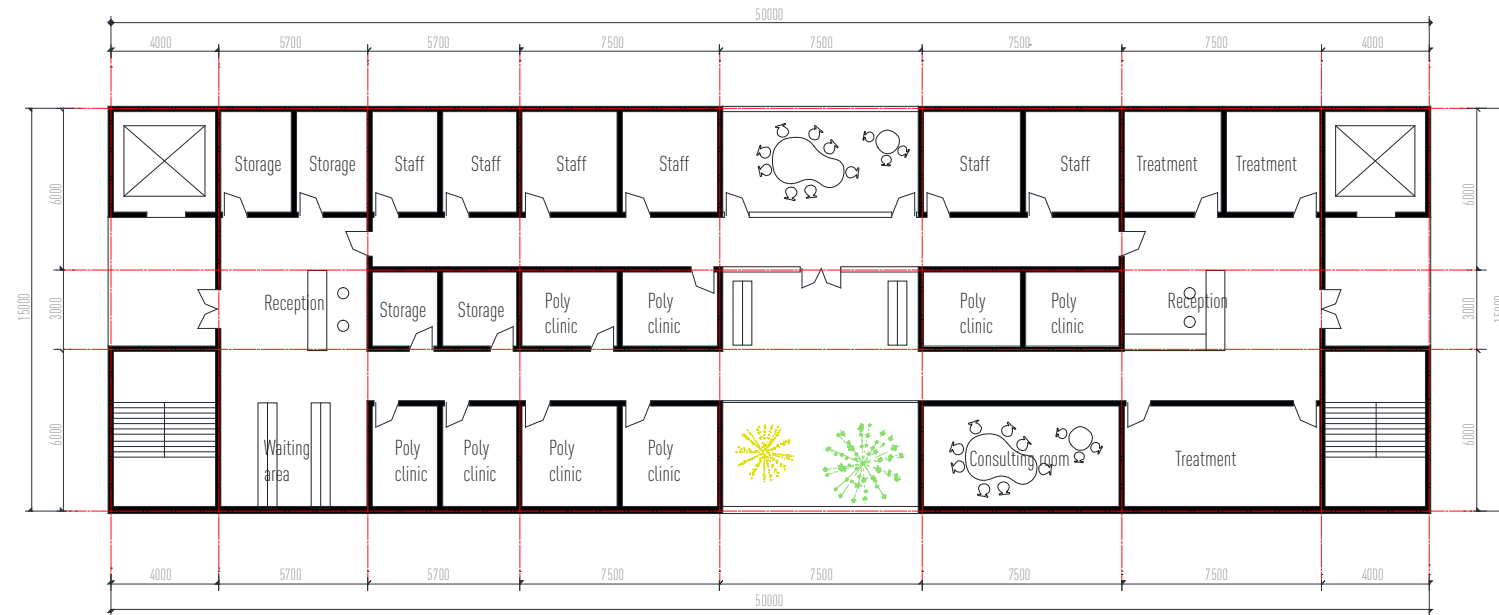 50000
4000 5700 5700 7500 7500 7500 7500 4000
Storage Storage Staff Staff Staff Staff Staff Staff Treatment Treatment
6000 6000
Reception Storage Storage Poly clinic Poly clinic Poly clinic Poly clinic Reception
15000 3000 3000 15000
Waiting area Poly clinic Poly clinic Poly clinic Poly clinic Consulting room Treatment
6000 6000
4000 5700 5700 7500 7500 7500 7500 4000
50000